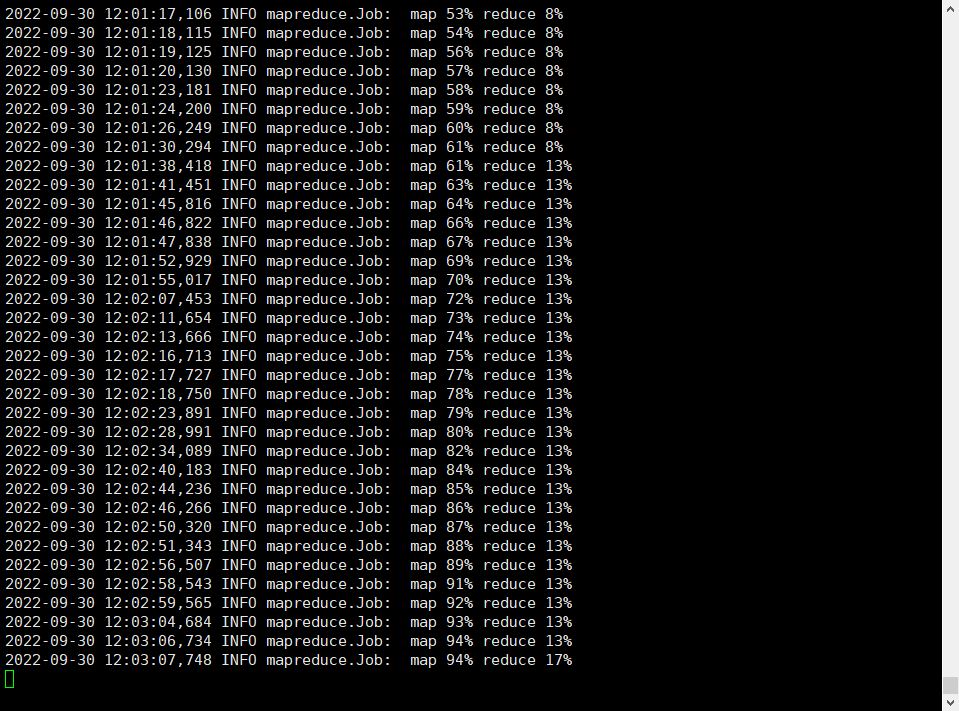 2022-09-30 12:01:17,106 INFO mapreduce.Job:  map 53% reduce 8%
2022-09-30 12:01:18,115 INFO mapreduce.Job:  map 54% reduce 8%
2022-09-30 12:01:19,125 INFO mapreduce.Job:  map 56% reduce 8%
2022-09-30 12:01:20,130 INFO mapreduce.Job:  map 57% reduce 8%
2022-09-30 12:01:23,181 INFO mapreduce.Job:  map 58% reduce 8%
2022-09-30 12:01:24,200 INFO mapreduce.Job:  map 59% reduce 8%
2022-09-30 12:01:26,249 INFO mapreduce.Job:  map 60% reduce 8%
2022-09-30 12:01:30,294 INFO mapreduce.Job:  map 61% reduce 8%
2022-09-30 12:01:38,418 INFO mapreduce.Job:  map 61% reduce 13%
2022-09-30 12:01:41,451 INFO mapreduce.Job:  map 63% reduce 13%
2022-09-30 12:01:45,816 INFO mapreduce.Job:  map 64% reduce 13%
2022-09-30 12:01:46,822 INFO mapreduce.Job:  map 66% reduce 13%
2022-09-30 12:01:47,838 INFO mapreduce.Job:  map 67% reduce 13%
2022-09-30 12:01:52,929 INFO mapreduce.Job:  map 69% reduce 13%
2022-09-30 12:01:55,017 INFO mapreduce.Job:  map 70% reduce 13%
2022-09-30 12:02:07,453 INFO mapreduce.Job:  map 72% reduce 13%
2022-09-30 12:02:11,654 INFO mapreduce.Job:  map 73% reduce 13%
2022-09-30 12:02:13,666 INFO mapreduce.Job:  map 74% reduce 13%
2022-09-30 12:02:16,713 INFO mapreduce.Job:  map 75% reduce 13%
2022-09-30 12:02:17,727 INFO mapreduce.Job:  map 77% reduce 13%
2022-09-30 12:02:18,750 INFO mapreduce.Job:  map 78% reduce 13%
2022-09-30 12:02:23,891 INFO mapreduce.Job:  map 79% reduce 13%
2022-09-30 12:02:28,991 INFO mapreduce.Job:  map 80% reduce 13%
2022-09-30 12:02:34,089 INFO mapreduce.Job:  map 82% reduce 13%
2022-09-30 12:02:40,183 INFO mapreduce.Job:  map 84% reduce 13%
2022-09-30 12:02:44,236 INFO mapreduce.Job:  map 85% reduce 13%
2022-09-30 12:02:46,266 INFO mapreduce.Job:  map 86% reduce 13%
2022-09-30 12:02:50,320 INFO mapreduce.Job:  map 87% reduce 13%
2022-09-30 12:02:51,343 INFO mapreduce.Job:  map 88% reduce 13%
2022-09-30 12:02:56,507 INFO mapreduce.Job:  map 89% reduce 13%
2022-09-30 12:02:58,543 INFO mapreduce.Job:  map 91% reduce 13%
2022-09-30 12:02:59,565 INFO mapreduce.Job:  map 92% reduce 13%
2022-09-30 12:03:04,684 INFO mapreduce.Job:  map 93% reduce 13%
2022-09-30 12:03:06,734 INFO mapreduce.Job:  map 94% reduce 13%
2022-09-30 12:03:07,748 INFO mapreduce.Job:  map 94% reduce 17%